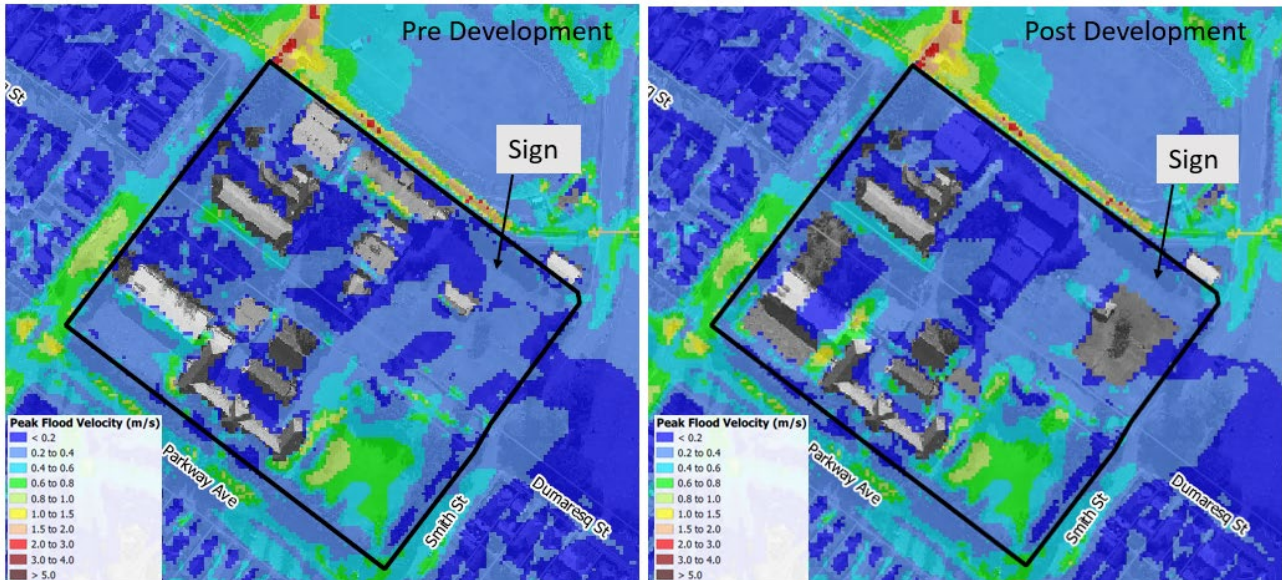 Pre Development
q St
Sign
Peak Flood Velocity (m/s)
< 0.2
0.2 to 0.4
0.4 to 0.6
0.6 to 0.8
0.8 to 1.0
1.0 to 1.5
1.5 to 2.0
2.0 to 3.0
3.0 to 4.0
> 5.0
Parkway Ave
Smith St
Dumaresq St
Post Development
q St
Sign
Peak Flood Velocity (m/s)
< 0.2
0.2 to 0.4
0.4 to 0.6
0.6 to 0.8
0.8 to 1.0
1.0 to 1.5
1.5 to 2.0
2.0 to 3.0
3.0 to 4.0
> 5.0
Parkway Ave
Smith St
Dumaresq St